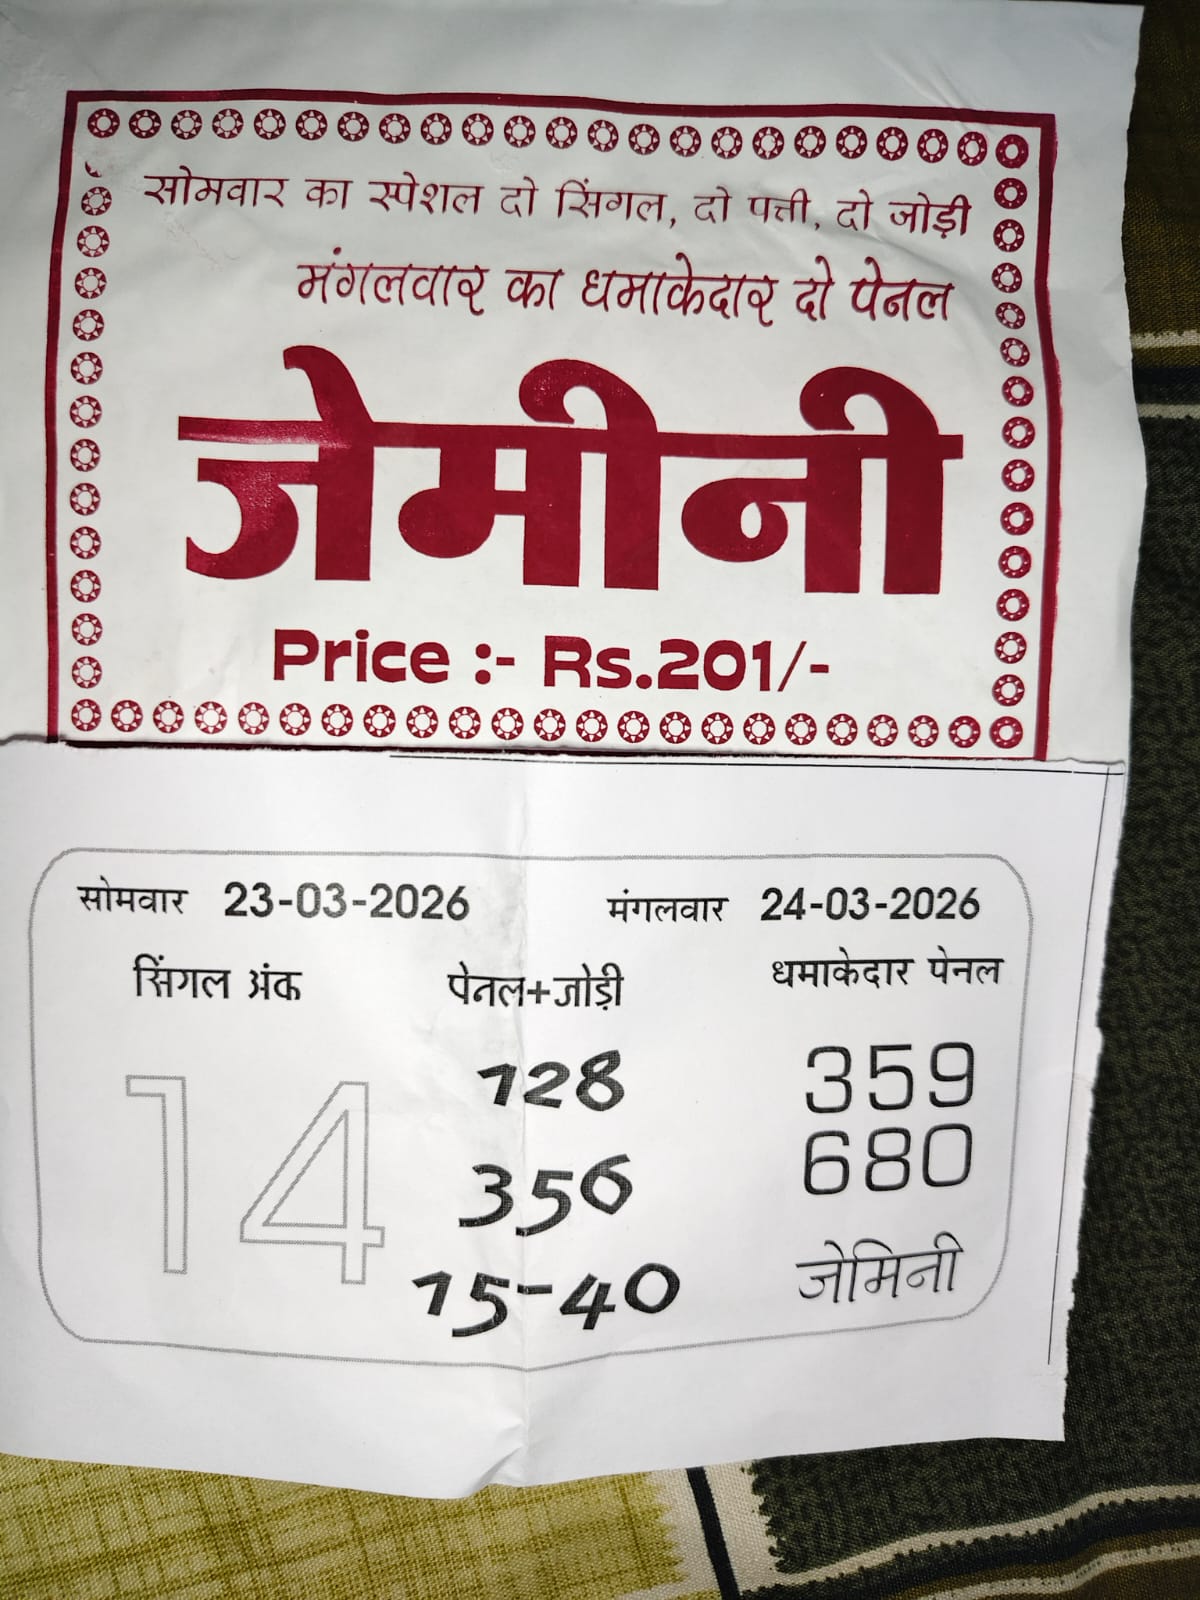 सोमवार का स्पेशल दो सिंगल, दो पत्ती, दो जोड़ी
मंगलवार का धमाकेदार दो पेनल
जेमीनी
Price :- Rs.201/-
सोमवार 23-03-2026
मंगलवार 24-03-2026
सिंगल अंक
पेनल+जोड़ी
धमाकेदार पेनल
14
128
356
15-40
359
680
जेमिनी